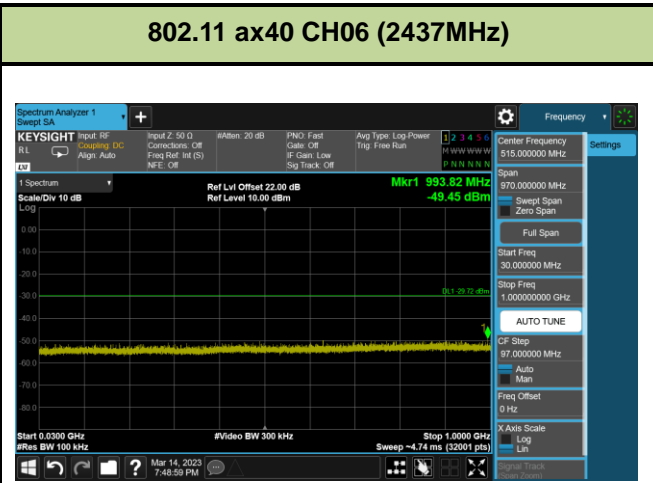 802.11 ax40 CH06 (2437MHz)
Spectrum Analyzer 1
Swept SA
+
Frequency
KEYSIGHT
RL
LXI
Input: RF
Coupling: DC
Align: Auto
Input Z: 50 Ω
Corrections: Off
Freq Ref: Int (S)
NFE: Off
#Atten: 20 dB
PNO: Fast
Gate: Off
IF Gain: Low
Sig Track: Off
Avg Type: Log-Power
Trig: Free Run
1 2 3 4 5 6
M W W W W W
P N N N N N
1 Spectrum
Scale/Div 10 dB
Log
Ref Lvl Offset 22.00 dB
Ref Level 10.00 dBm
Mkr1 993.82 MHz
-49.45 dBm
0.00
-10.0
-20.0
-30.0
-40.0
-50.0
-60.0
-70.0
-80.0
DL1 -29.72 dBm
1
Start 0.0300 GHz
#Res BW 100 kHz
#Video BW 300 kHz
Stop 1.0000 GHz
Sweep ~4.74 ms (32001 pts)
Center Frequency
515.000000 MHz
Settings
Span
970.000000 MHz
Swept Span
Zero Span
Full Span
Start Freq
30.000000 MHz
Stop Freq
1.000000000 GHz
AUTO TUNE
CF Step
97.000000 MHz
Auto
Man
Freq Offset
0 Hz
X Axis Scale
Log
Lin
Signal Track
(Span Zoom)
?
Mar 14, 2023
7:48:59 PM